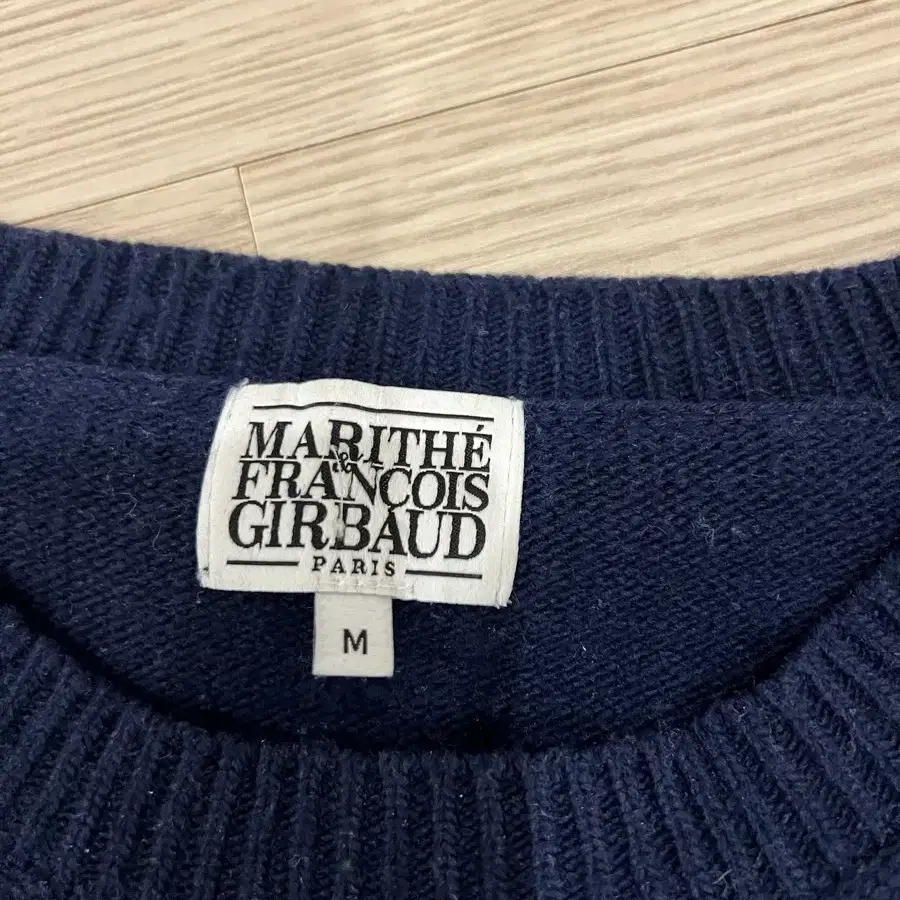 MARITHÉ
&
FRANÇOIS
GIRBAUD
PARIS
M